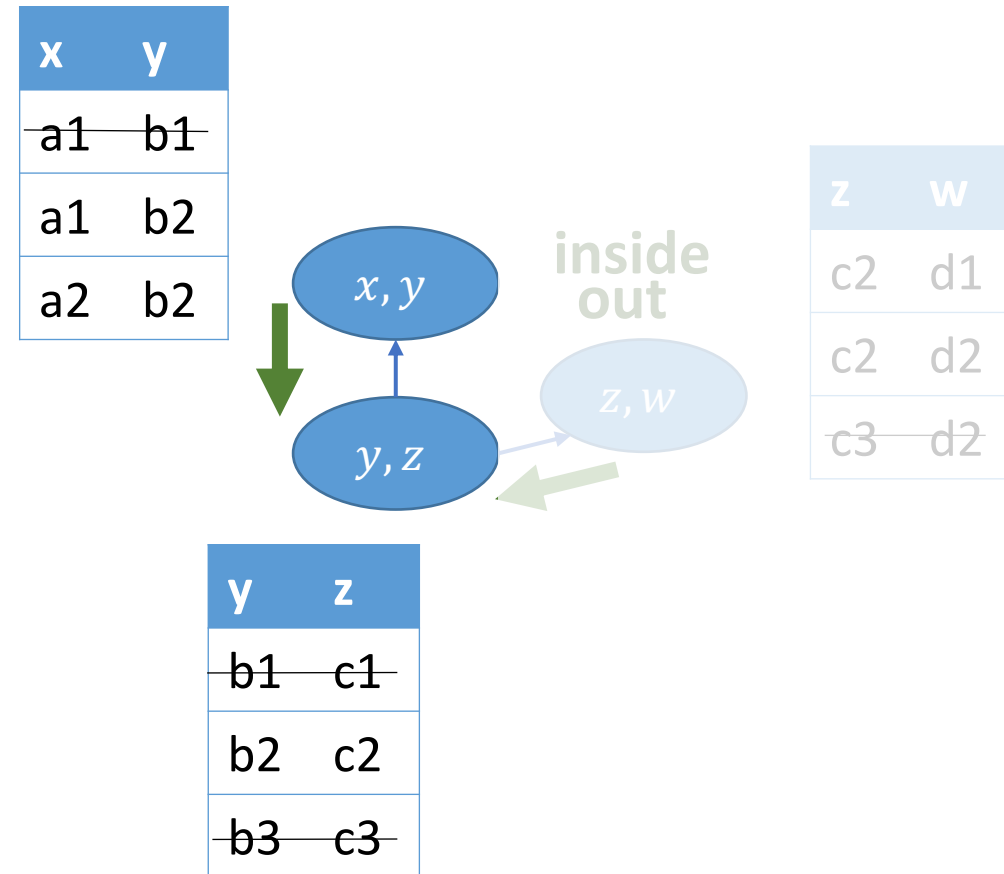 x y
a1 b1
a1 b2
a2 b2
z w
c2 d1
c2 d2
c3 d2
inside
out
x, y
z, w
y, z
y z
b1 c1
b2 c2
b3 c3